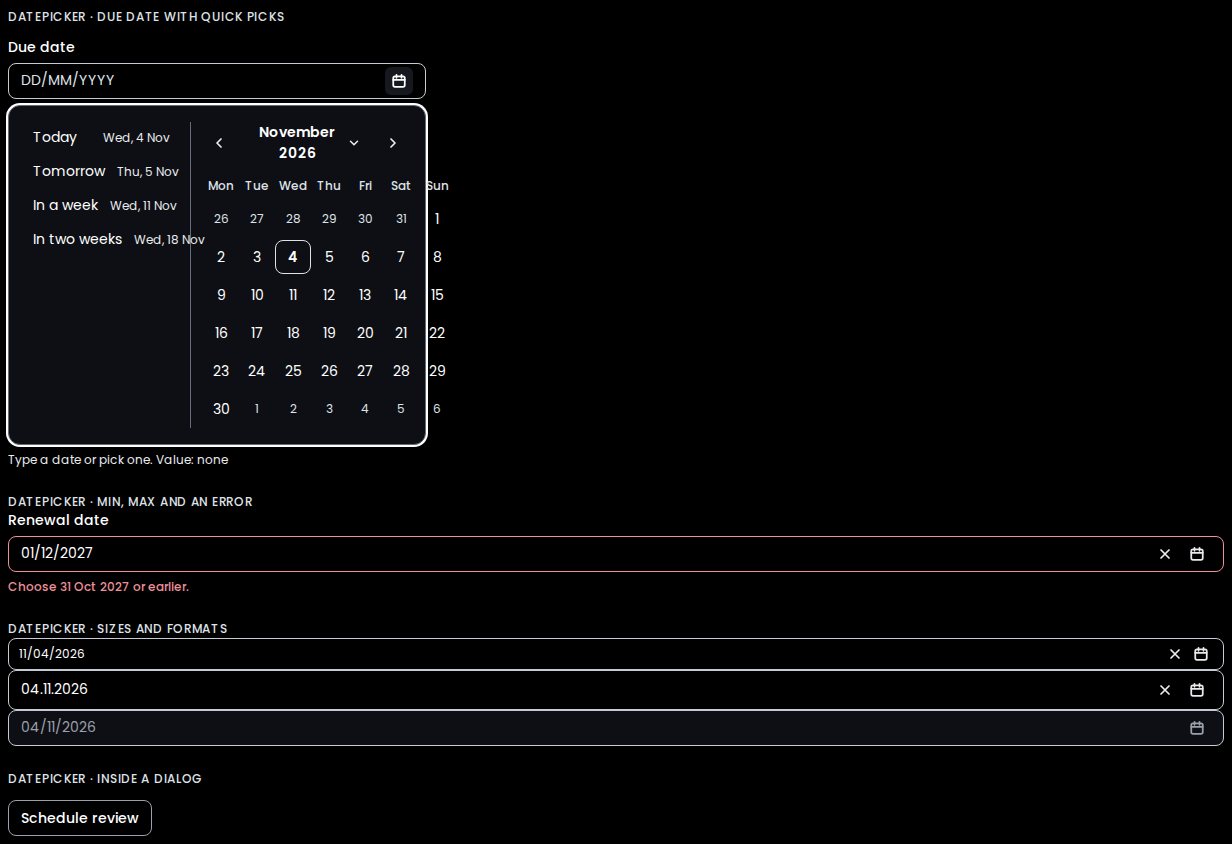 DATEPICKER · DUE DATE WITH QUICK PICKS
Due date
DD/MM/YYYY
Today Wed, 4 Nov
Tomorrow Thu, 5 Nov
In a week Wed, 11 Nov
In two weeks Wed, 18 Nov
November
2026
Mon Tue Wed Thu Fri Sat Sun
26 27 28 29 30 31 1
2 3 4 5 6 7 8
9 10 11 12 13 14 15
16 17 18 19 20 21 22
23 24 25 26 27 28 29
30 1 2 3 4 5 6
Type a date or pick one. Value: none
DATEPICKER · MIN, MAX AND AN ERROR
Renewal date
01/12/2027
Choose 31 Oct 2027 or earlier.
DATEPICKER · SIZES AND FORMATS
11/04/2026
04.11.2026
04/11/2026
DATEPICKER · INSIDE A DIALOG
Schedule review